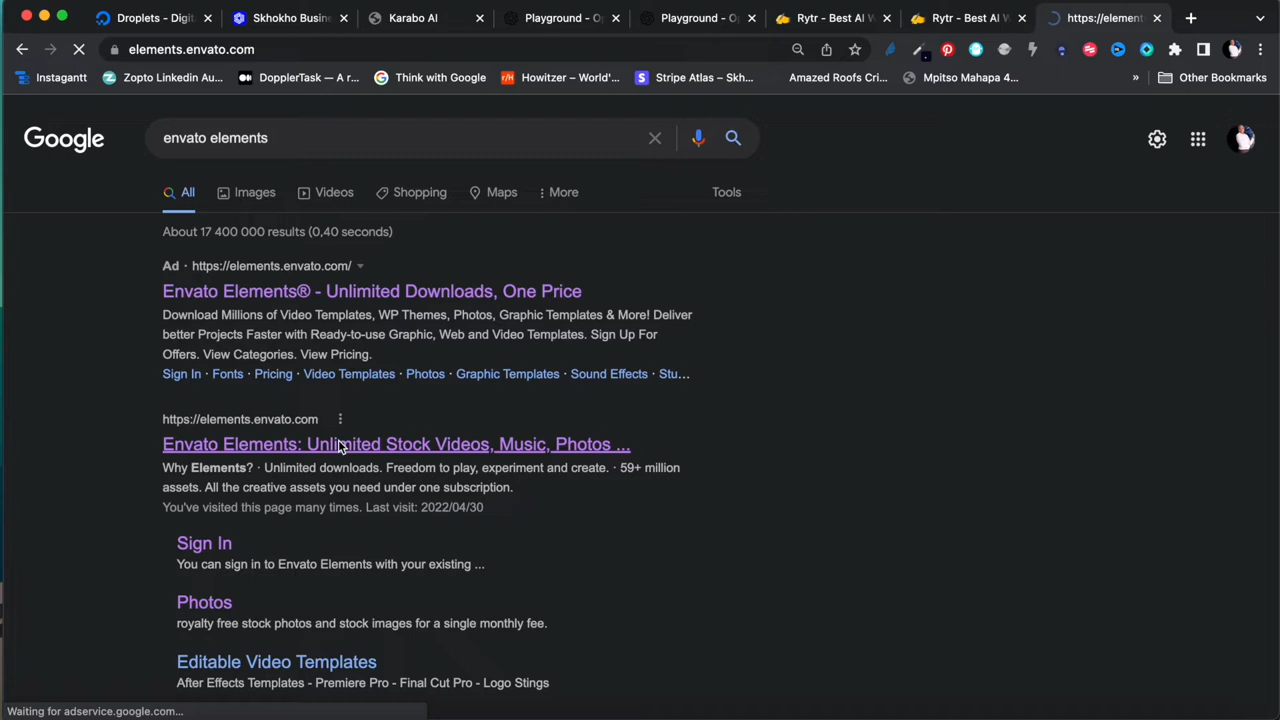 Droplets - Digit
Skhokho Busine
Karabo AI
Playground - Op
Playground - Op
Rytr - Best AI W
Rytr - Best AI W
https://element
elements.envato.com
Instagantt
Zopto Linkedin Au...
DopplerTask — A r...
Think with Google
Howitzer – World'...
Stripe Atlas – Skh...
Amazed Roofs Cri...
Mpitso Mahapa 4...
»
Other Bookmarks
Google
envato elements
All
Images
Videos
Shopping
Maps
More
Tools
About 17 400 000 results (0,40 seconds)
Ad · https://elements.envato.com/
Envato Elements® - Unlimited Downloads, One Price
Download Millions of Video Templates, WP Themes, Photos, Graphic Templates & More! Deliver
better Projects Faster with Ready-to-use Graphic, Web and Video Templates. Sign Up For
Offers. View Categories. View Pricing.
Sign In · Fonts · Pricing · Video Templates · Photos · Graphic Templates · Sound Effects · Stu...
https://elements.envato.com
Envato Elements: Unlimited Stock Videos, Music, Photos ...
Why Elements? · Unlimited downloads. Freedom to play, experiment and create. · 59+ million
assets. All the creative assets you need under one subscription.
You've visited this page many times. Last visit: 2022/04/30
Sign In
You can sign in to Envato Elements with your existing ...
Photos
royalty free stock photos and stock images for a single monthly fee.
Editable Video Templates
After Effects Templates - Premiere Pro - Final Cut Pro - Logo Stings
Waiting for adservice.google.com...